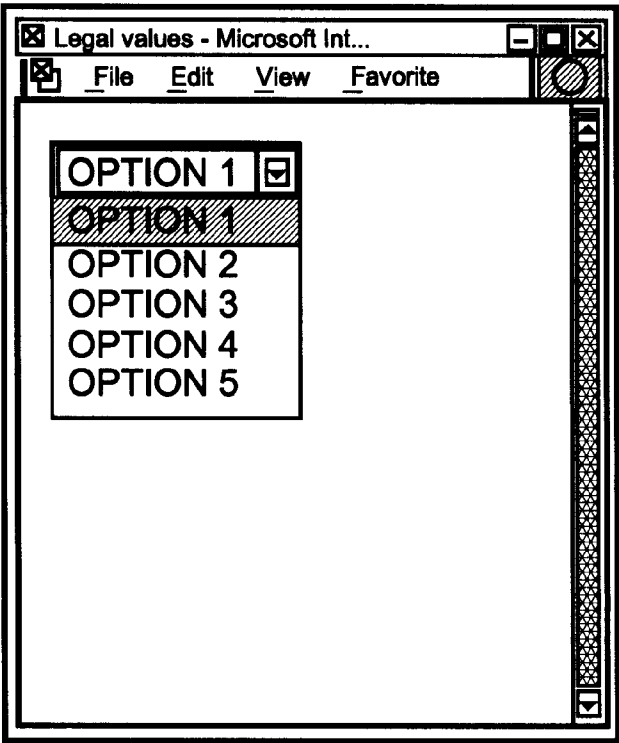 Legal values - Microsoft Int...
File Edit View Favorite
OPTION 1
OPTION 1
OPTION 2
OPTION 3
OPTION 4
OPTION 5